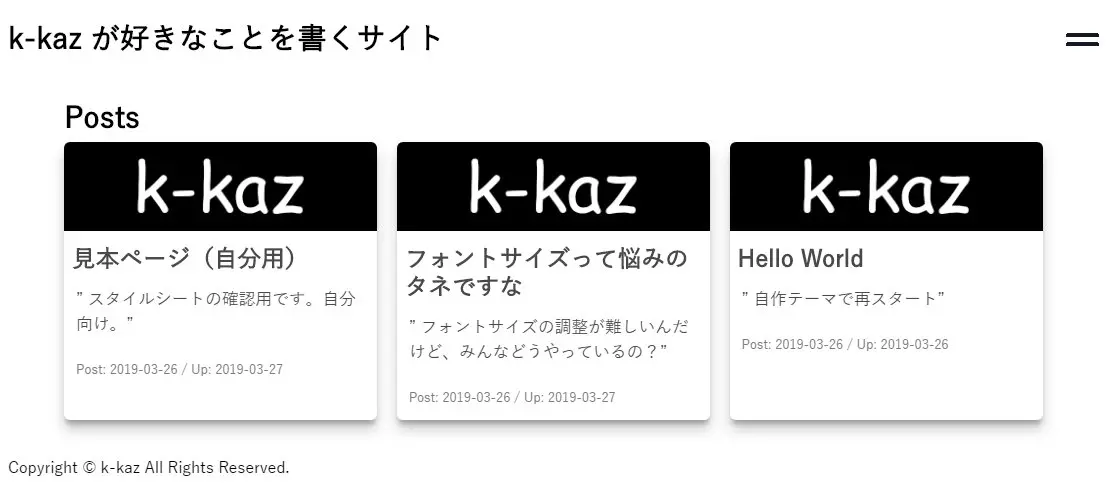 k-kaz が好きなことを書くサイト
Posts
k-kaz
見本ページ（自分用）
” スタイルシートの確認用です。自分
向け。”
Post: 2019-03-26 / Up: 2019-03-27
k-kaz
フォントサイズって悩みの
タネですな
” フォントサイズの調整が難しいんだ
けど、みんなどうやっているの？”
Post: 2019-03-26 / Up: 2019-03-27
k-kaz
Hello World
” 自作テーマで再スタート”
Post: 2019-03-26 / Up: 2019-03-26
Copyright © k-kaz All Rights Reserved.